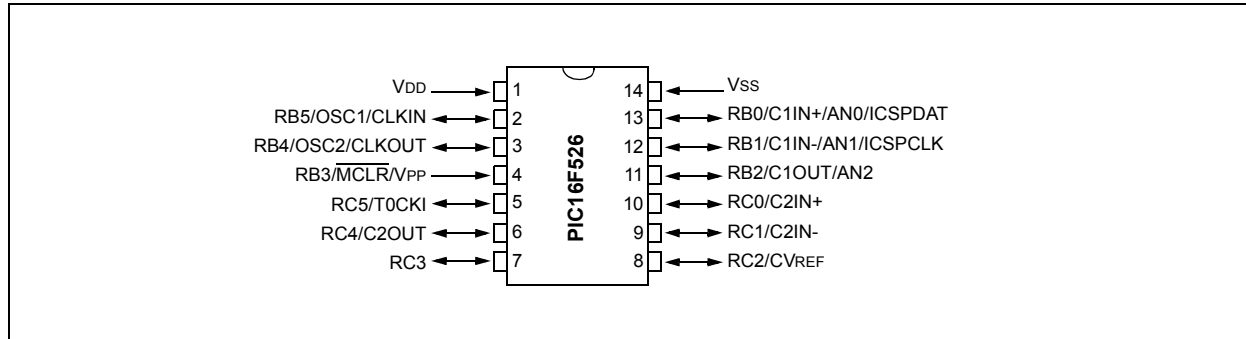 VDD 1
RB5/OSC1/CLKIN 2
RB4/OSC2/CLKOUT 3
RB3/MCLR/VPP 4
RC5/T0CKI 5
RC4/C2OUT 6
RC3 7
PIC16F526
14 VSS
13 RB0/C1IN+/AN0/ICSPDAT
12 RB1/C1IN-/AN1/ICSPCLK
11 RB2/C1OUT/AN2
10 RC0/C2IN+
9 RC1/C2IN-
8 RC2/CVREF